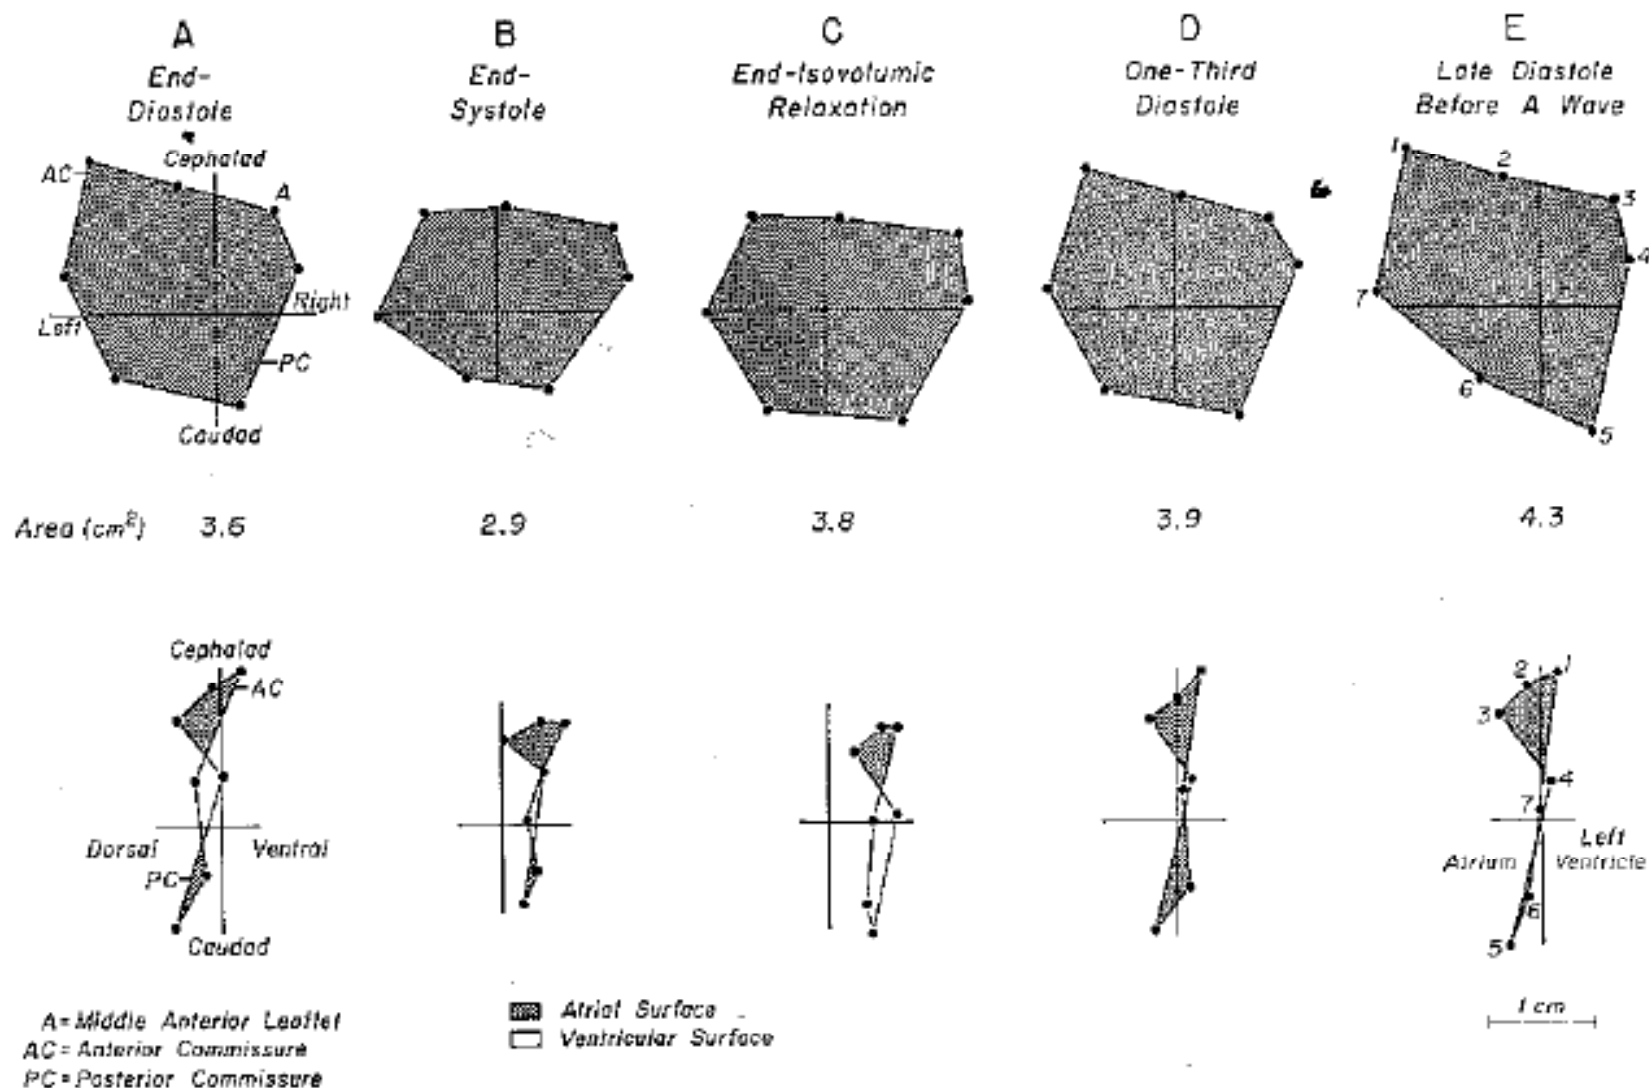 A
End-
Diastole
B
End-
Systole
C
End-Isovolumic
Relaxation
D
One-Third
Diastole
E
Late Diastole
Before A Wave
Cephalad
AC
A
Left
Right
PC
Caudad
1
2
3
4
5
6
7
Area (cm²) 3.6 2.9 3.8 3.9 4.3
Cephalad
AC
Dorsal
Ventral
PC
Caudad
1
2
3
4
7
Left
Atrium Ventricle
6
5
A=Middle Anterior Leaflet
AC=Anterior Commissure
PC=Posterior Commissure
Atrial Surface
Ventricular Surface
1 cm